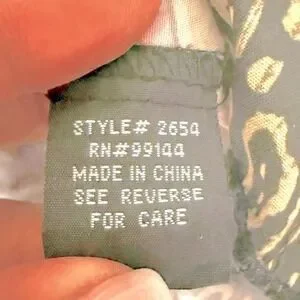 STYLE# 2654
RN#99144
MADE IN CHINA
SEE REVERSE
FOR CARE